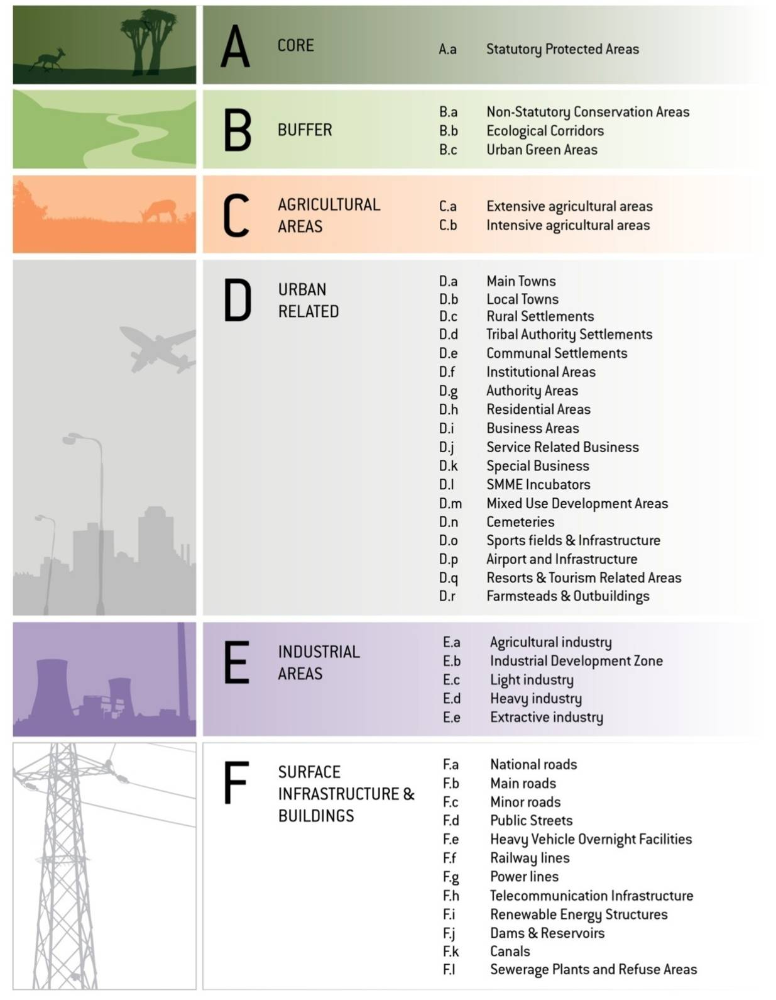 A CORE A.a Statutory Protected Areas
B BUFFER B.a Non-Statutory Conservation Areas
B.b Ecological Corridors
B.c Urban Green Areas
C AGRICULTURAL AREAS C.a Extensive agricultural areas
C.b Intensive agricultural areas
D URBAN RELATED D.a Main Towns
D.b Local Towns
D.c Rural Settlements
D.d Tribal Authority Settlements
D.e Communal Settlements
D.f Institutional Areas
D.g Authority Areas
D.h Residential Areas
D.i Business Areas
D.j Service Related Business
D.k Special Business
D.l SMME Incubators
D.m Mixed Use Development Areas
D.n Cemeteries
D.o Sports fields & Infrastructure
D.p Airport and Infrastructure
D.q Resorts & Tourism Related Areas
D.r Farmsteads & Outbuildings
E INDUSTRIAL AREAS E.a Agricultural industry
E.b Industrial Development Zone
E.c Light industry
E.d Heavy industry
E.e Extractive industry
F SURFACE INFRASTRUCTURE & BUILDINGS F.a National roads
F.b Main roads
F.c Minor roads
F.d Public Streets
F.e Heavy Vehicle Overnight Facilities
F.f Railway lines
F.g Power lines
F.h Telecommunication Infrastructure
F.i Renewable Energy Structures
F.j Dams & Reservoirs
F.k Canals
F.l Sewerage Plants and Refuse Areas